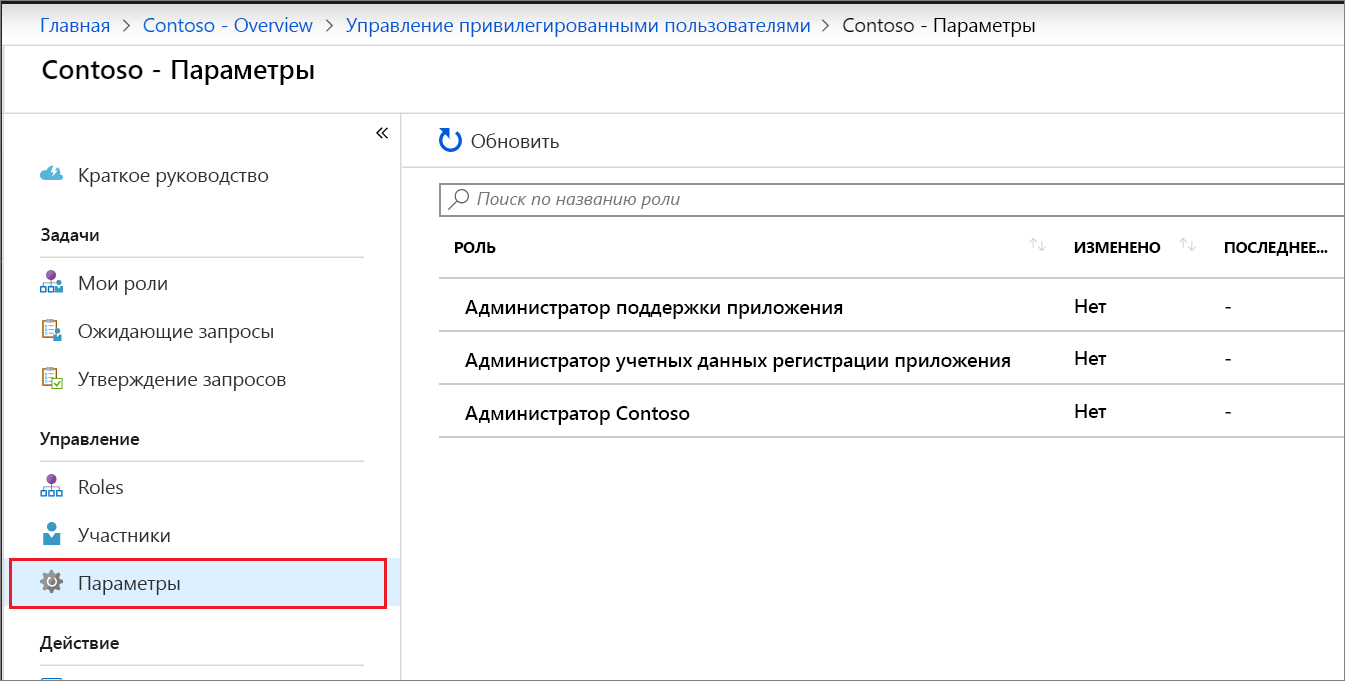 Главная > Contoso - Overview > Управление привилегированными пользователями > Contoso - Параметры
Contoso - Параметры
«
Краткое руководство
Задачи
Мои роли
Ожидающие запросы
Утверждение запросов
Управление
Roles
Участники
Параметры
Действие
Обновить
Поиск по названию роли
РОЛЬ ИЗМЕНЕНО ПОСЛЕДНЕЕ...
Администратор поддержки приложения Нет -
Администратор учетных данных регистрации приложения Нет -
Администратор Contoso Нет -